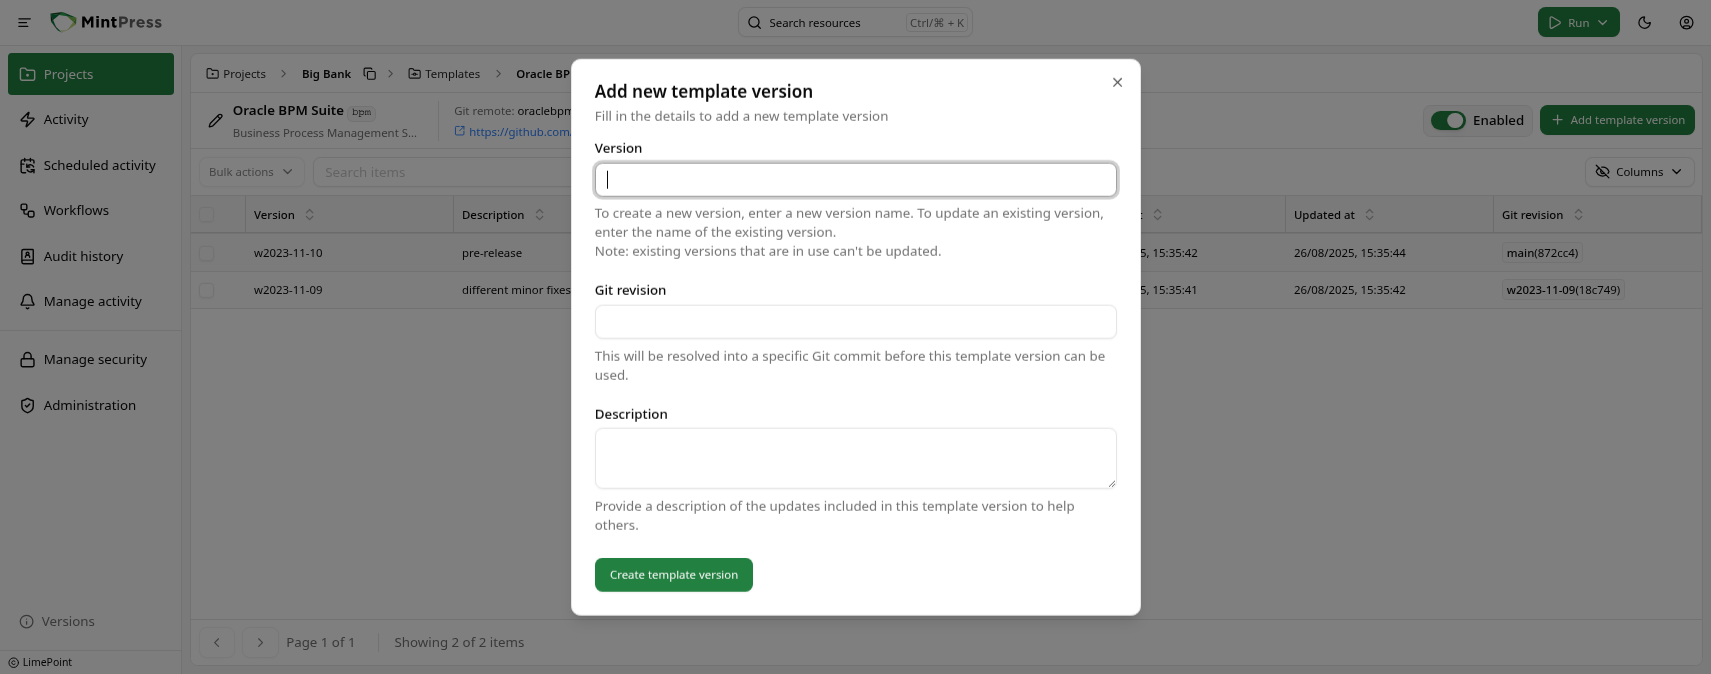 MintPress
Search resources
Ctrl/⌘ + K
Run
Projects
Activity
Scheduled activity
Workflows
Audit history
Manage activity
Manage security
Administration
Versions
LimePoint
Projects
Big Bank
Templates
Oracle BP
Oracle BPM Suite
bpm
Business Process Management S...
Git remote: oraclebpm
https://github.com.
Enabled
Add template version
Bulk actions
Search items
Columns
Version
Description
Updated at
Git revision
w2023-11-10
pre-release
5, 15:35:42
26/08/2025, 15:35:44
main(872cc4)
w2023-11-09
different minor fixes
5, 15:35:41
26/08/2025, 15:35:42
w2023-11-09(18c749)
Page 1 of 1
Showing 2 of 2 items
Add new template version
Fill in the details to add a new template version
Version
To create a new version, enter a new version name. To update an existing version,
enter the name of the existing version.
Note: existing versions that are in use can't be updated.
Git revision
This will be resolved into a specific Git commit before this template version can be
used.
Description
Provide a description of the updates included in this template version to help
others.
Create template version